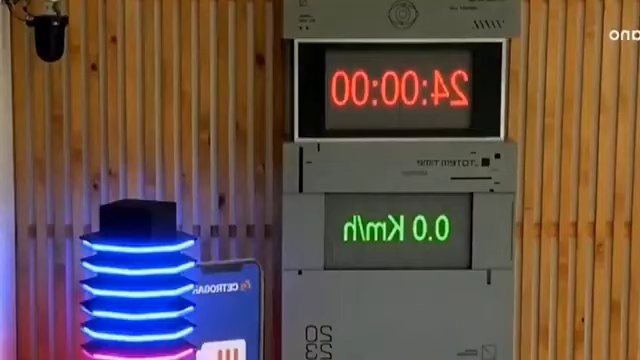 ano
24:00:00
TOTEM TIME
0.0 Km/h
CETROGAR
20
23